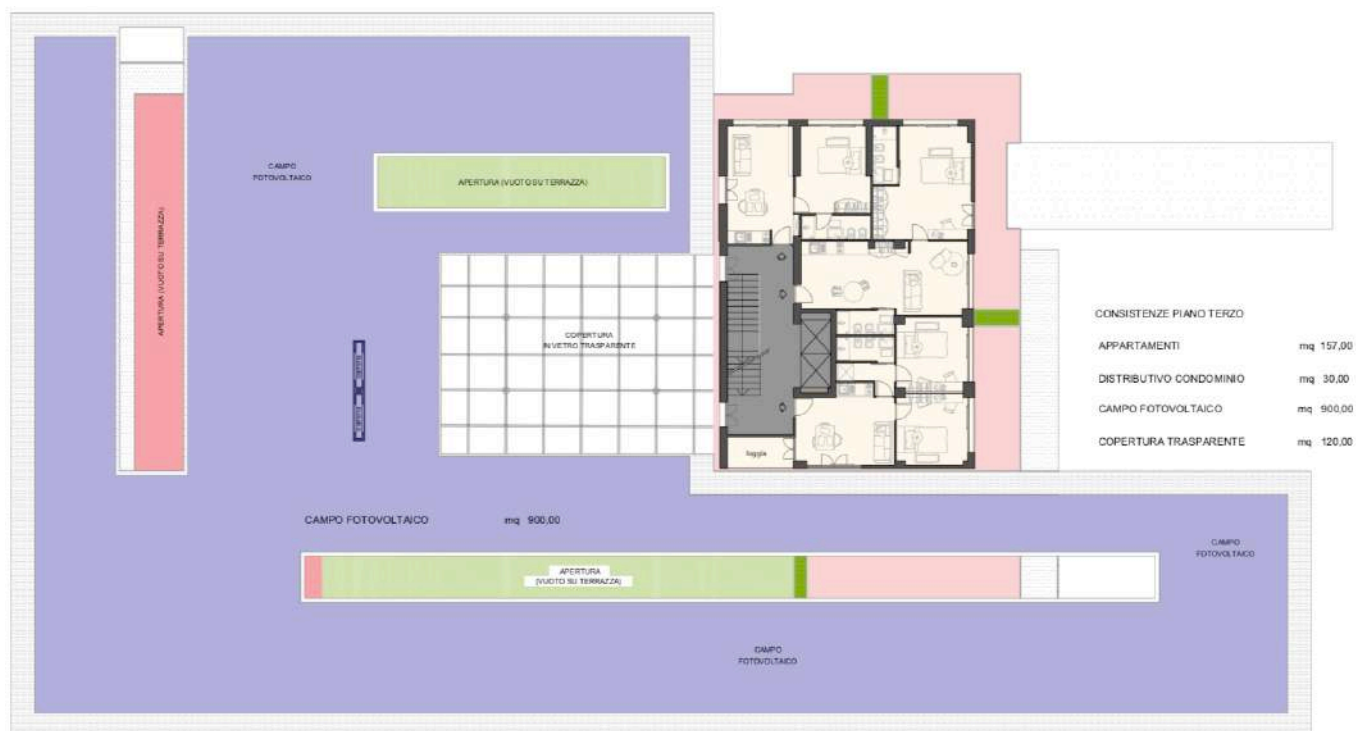 CAMPO
FOTOVOLTAICO
APERTURA (VUOTO SU TERRAZZA)
APERTURA (VUOTO SU TERRAZZA)
COPERTURA
IN VETRO TRASPARENTE
loggia
CONSISTENZE PIANO TERZO
APPARTAMENTI mq 157,00
DISTRIBUTIVO CONDOMINIO mq 30,00
CAMPO FOTOVOLTAICO mq 900,00
COPERTURA TRASPARENTE mq 120,00
CAMPO FOTOVOLTAICO mq 900,00
CAMPO
FOTOVOLTAICO
APERTURA
(VUOTO SU TERRAZZA)
CAMPO
FOTOVOLTAICO